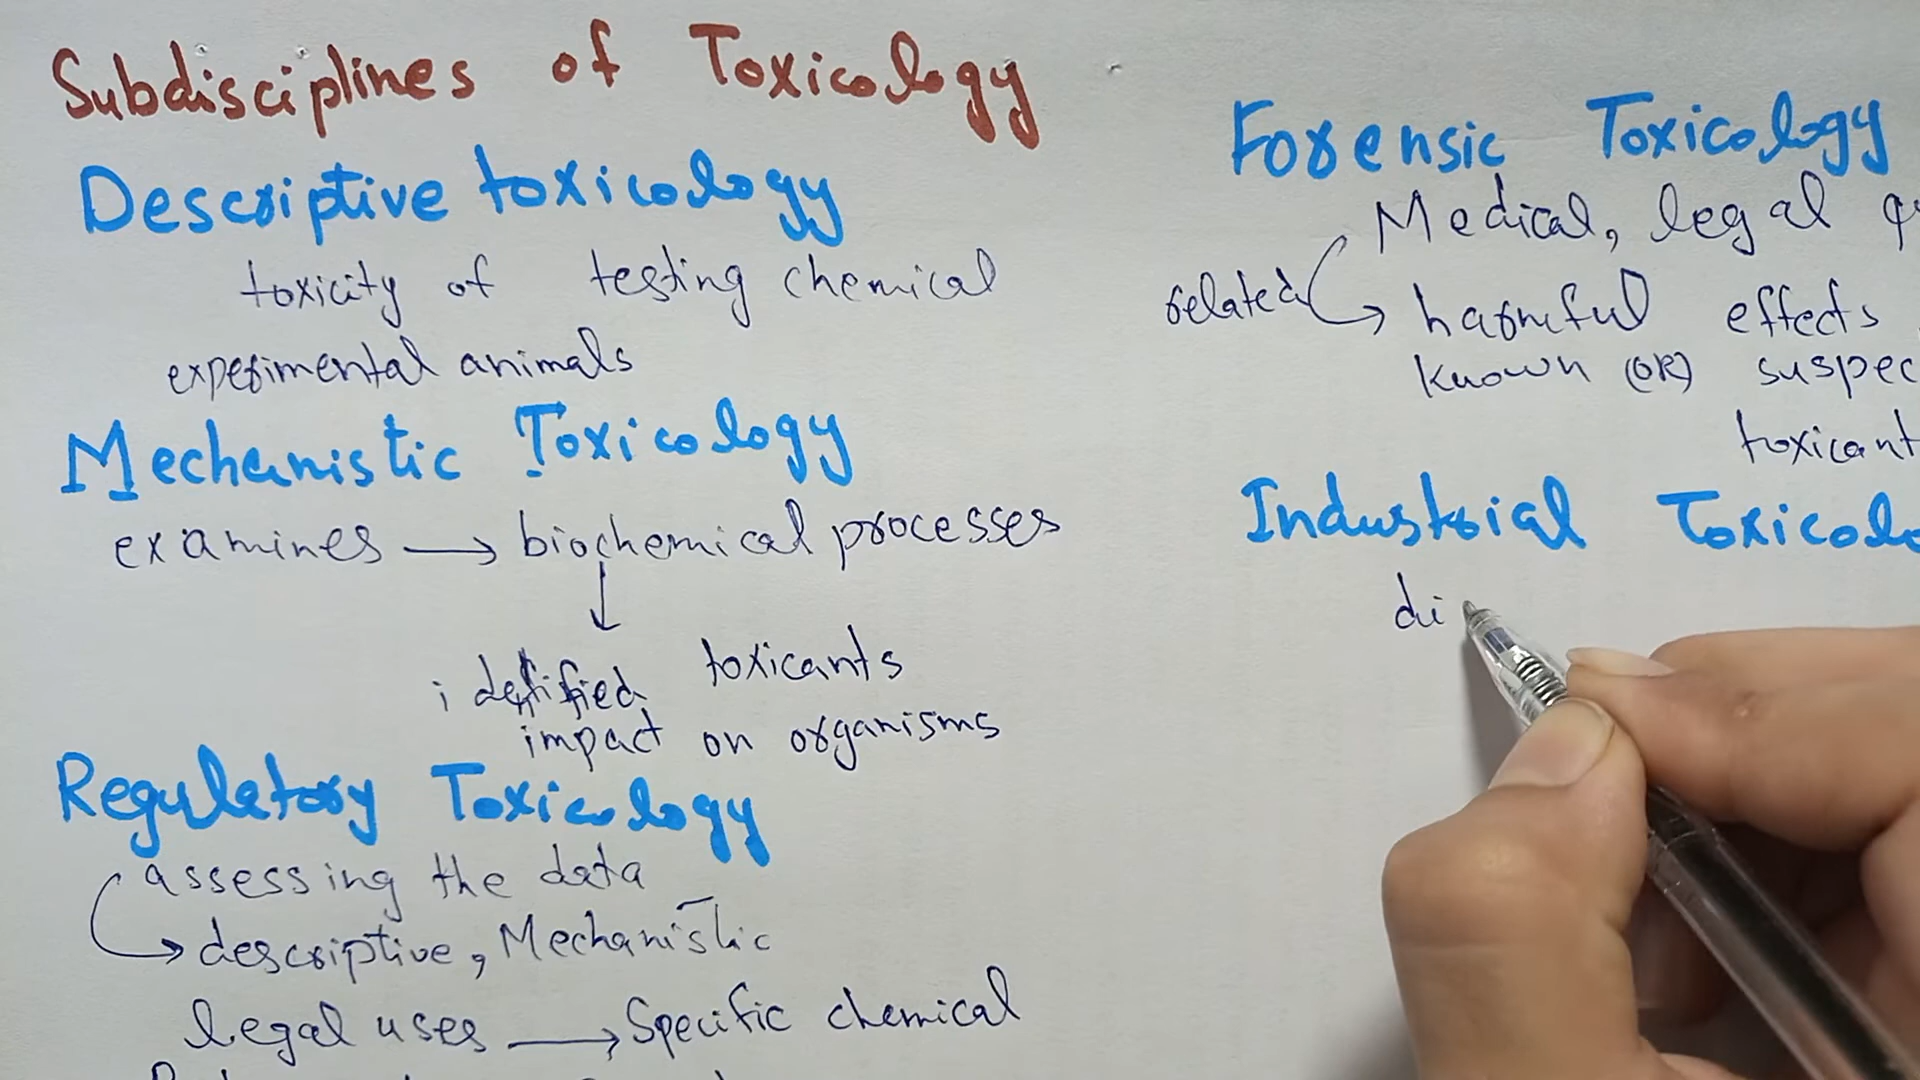 Subdisciplines of Toxicology
Descriptive toxicology
toxicity of testing chemical
experimental animals
Mechanistic Toxicology
examines → biochemical processes
↓
identified toxicants
impact on organisms
Regulatory Toxicology
assessing the data
→ descriptive, Mechanistic
legal uses → Specific chemical
Forensic Toxicology
Medical, legal
related → harmful effects
known (OR) suspec
toxicant
Industrial Toxicolo
di